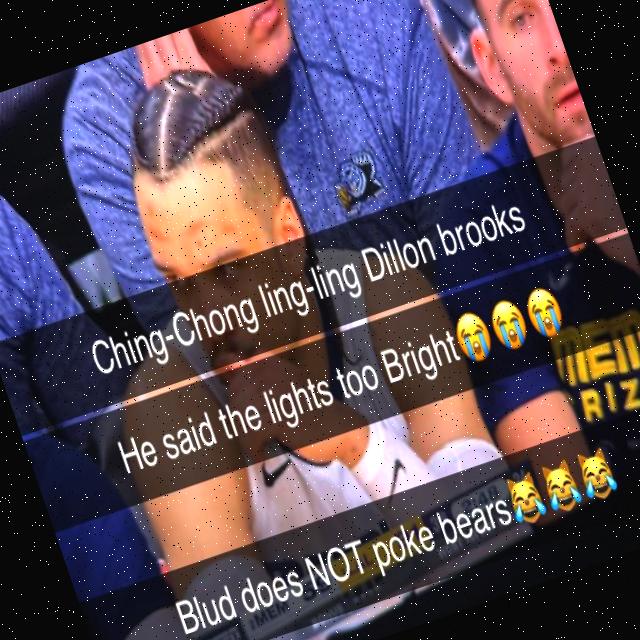 Ching-Chong ling-ling Dillon brooks
He said the lights too Bright😭😭😭
Blud does NOT poke bears😹😹😹
MEM
RIZ